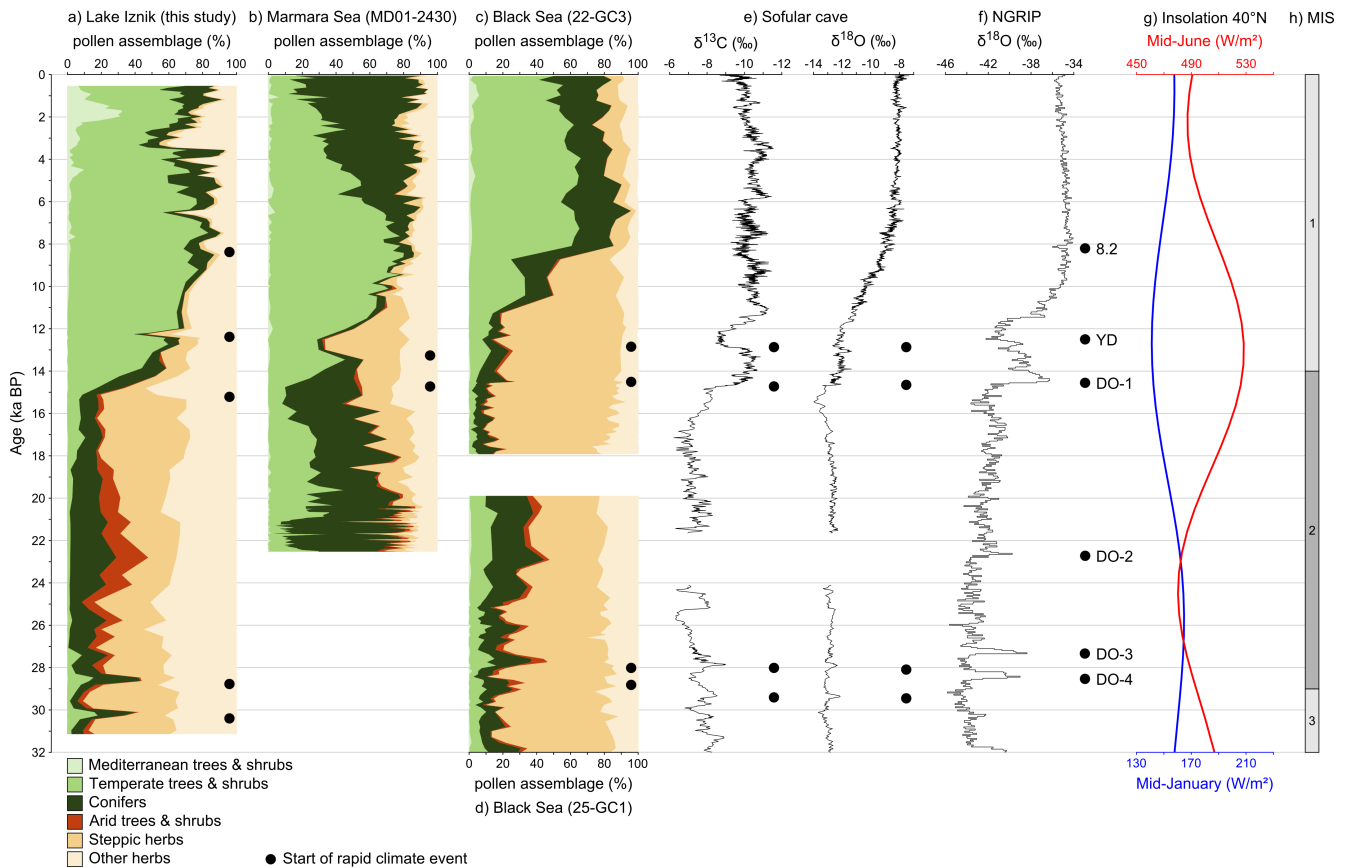 a) Lake Iznik (this study)
pollen assemblage (%)
0 20 40 60 80 100
b) Marmara Sea (MD01-2430)
pollen assemblage (%)
0 20 40 60 80 100
c) Black Sea (22-GC3)
pollen assemblage (%)
0 20 40 60 80 100
e) Sofular cave
δ13C (‰)
-6 -8 -10 -12
δ18O (‰)
-14 -12 -10 -8
f) NGRIP
δ18O (‰)
-46 -42 -38 -34
g) Insolation 40°N
Mid-June (W/m²)
450 490 530
h) MIS
Age (ka BP)
0
2
4
6
8
10
12
14
16
18
20
22
24
26
28
30
32
8.2
YD
DO-1
DO-2
DO-3
DO-4
1
2
3
0 20 40 60 80 100
pollen assemblage (%)
d) Black Sea (25-GC1)
130 170 210
Mid-January (W/m²)
Mediterranean trees & shrubs
Temperate trees & shrubs
Conifers
Arid trees & shrubs
Steppic herbs
Other herbs
Start of rapid climate event